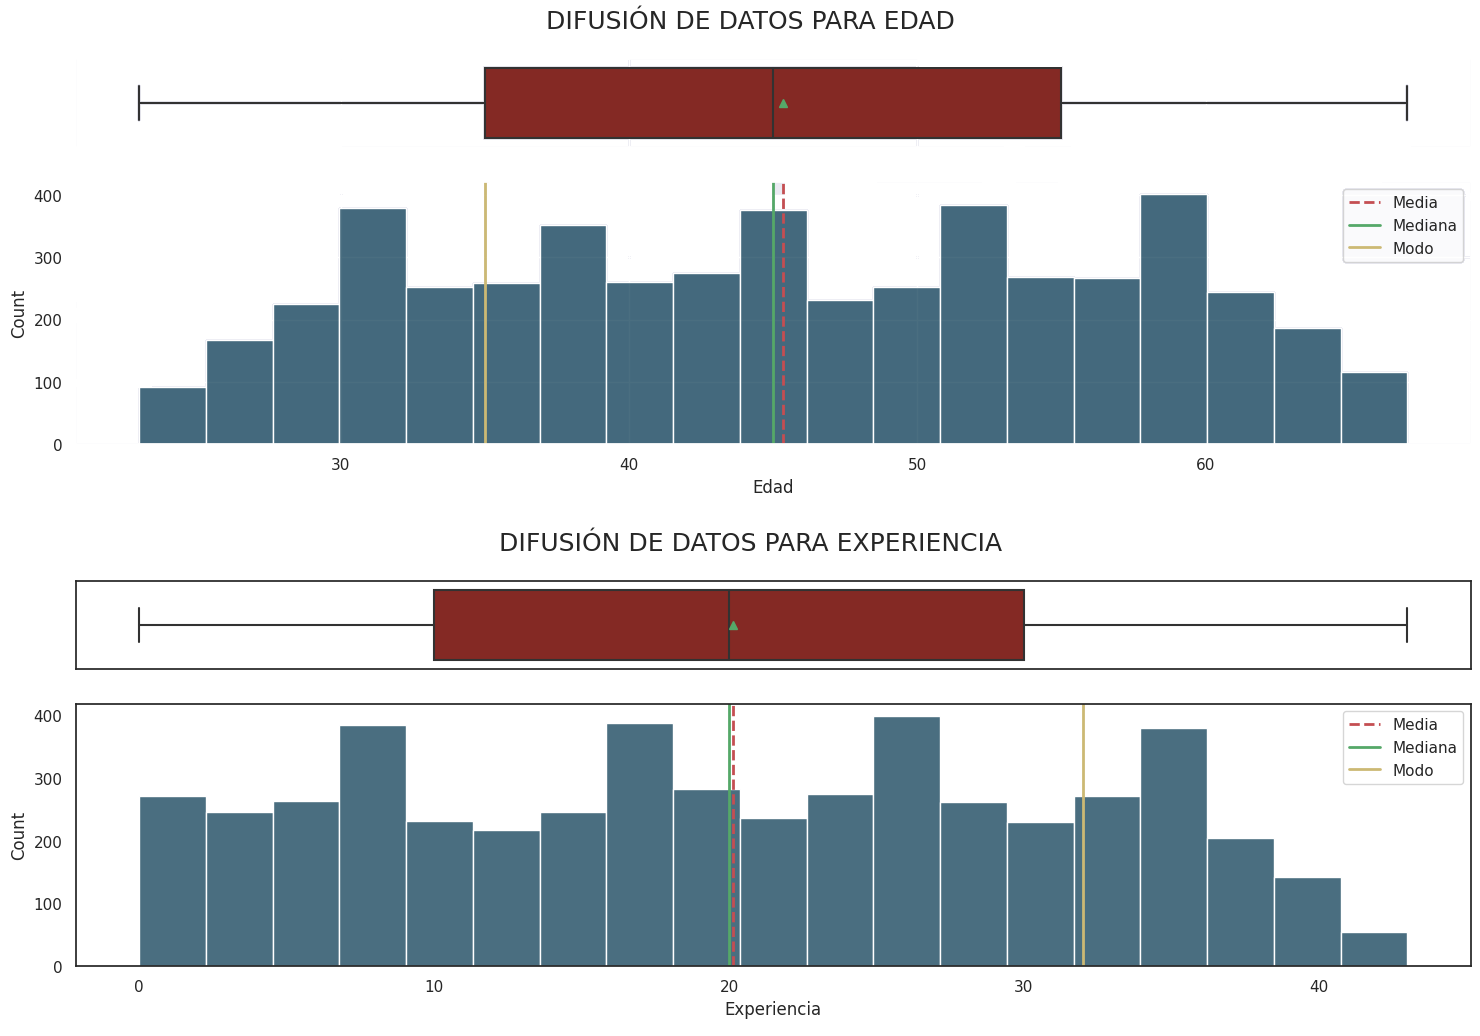 DIFUSIÓN DE DATOS PARA EDAD
400
300
200
100
0
Count
Media
Mediana
Modo
30 40 50 60
Edad
DIFUSIÓN DE DATOS PARA EXPERIENCIA
400
300
200
100
0
Count
Media
Mediana
Modo
0 10 20 30 40
Experiencia